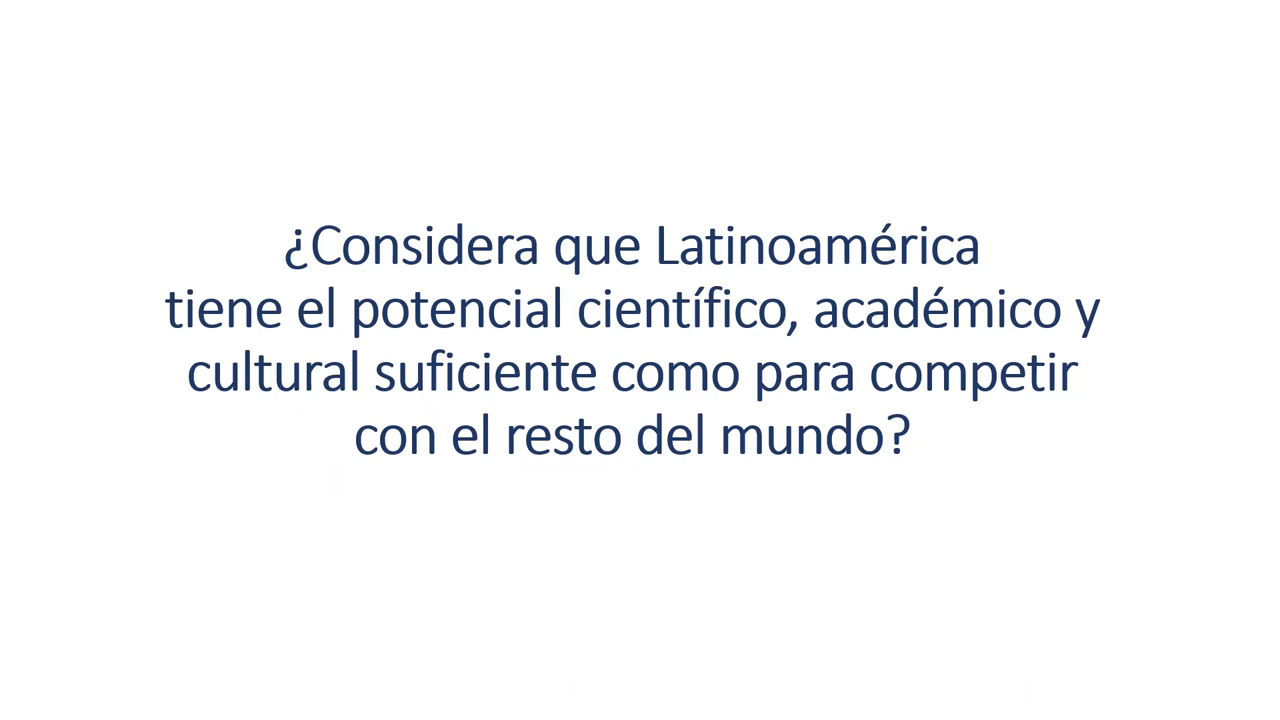 ¿Considera que Latinoamérica
tiene el potencial científico, académico y
cultural suficiente como para competir
con el resto del mundo?